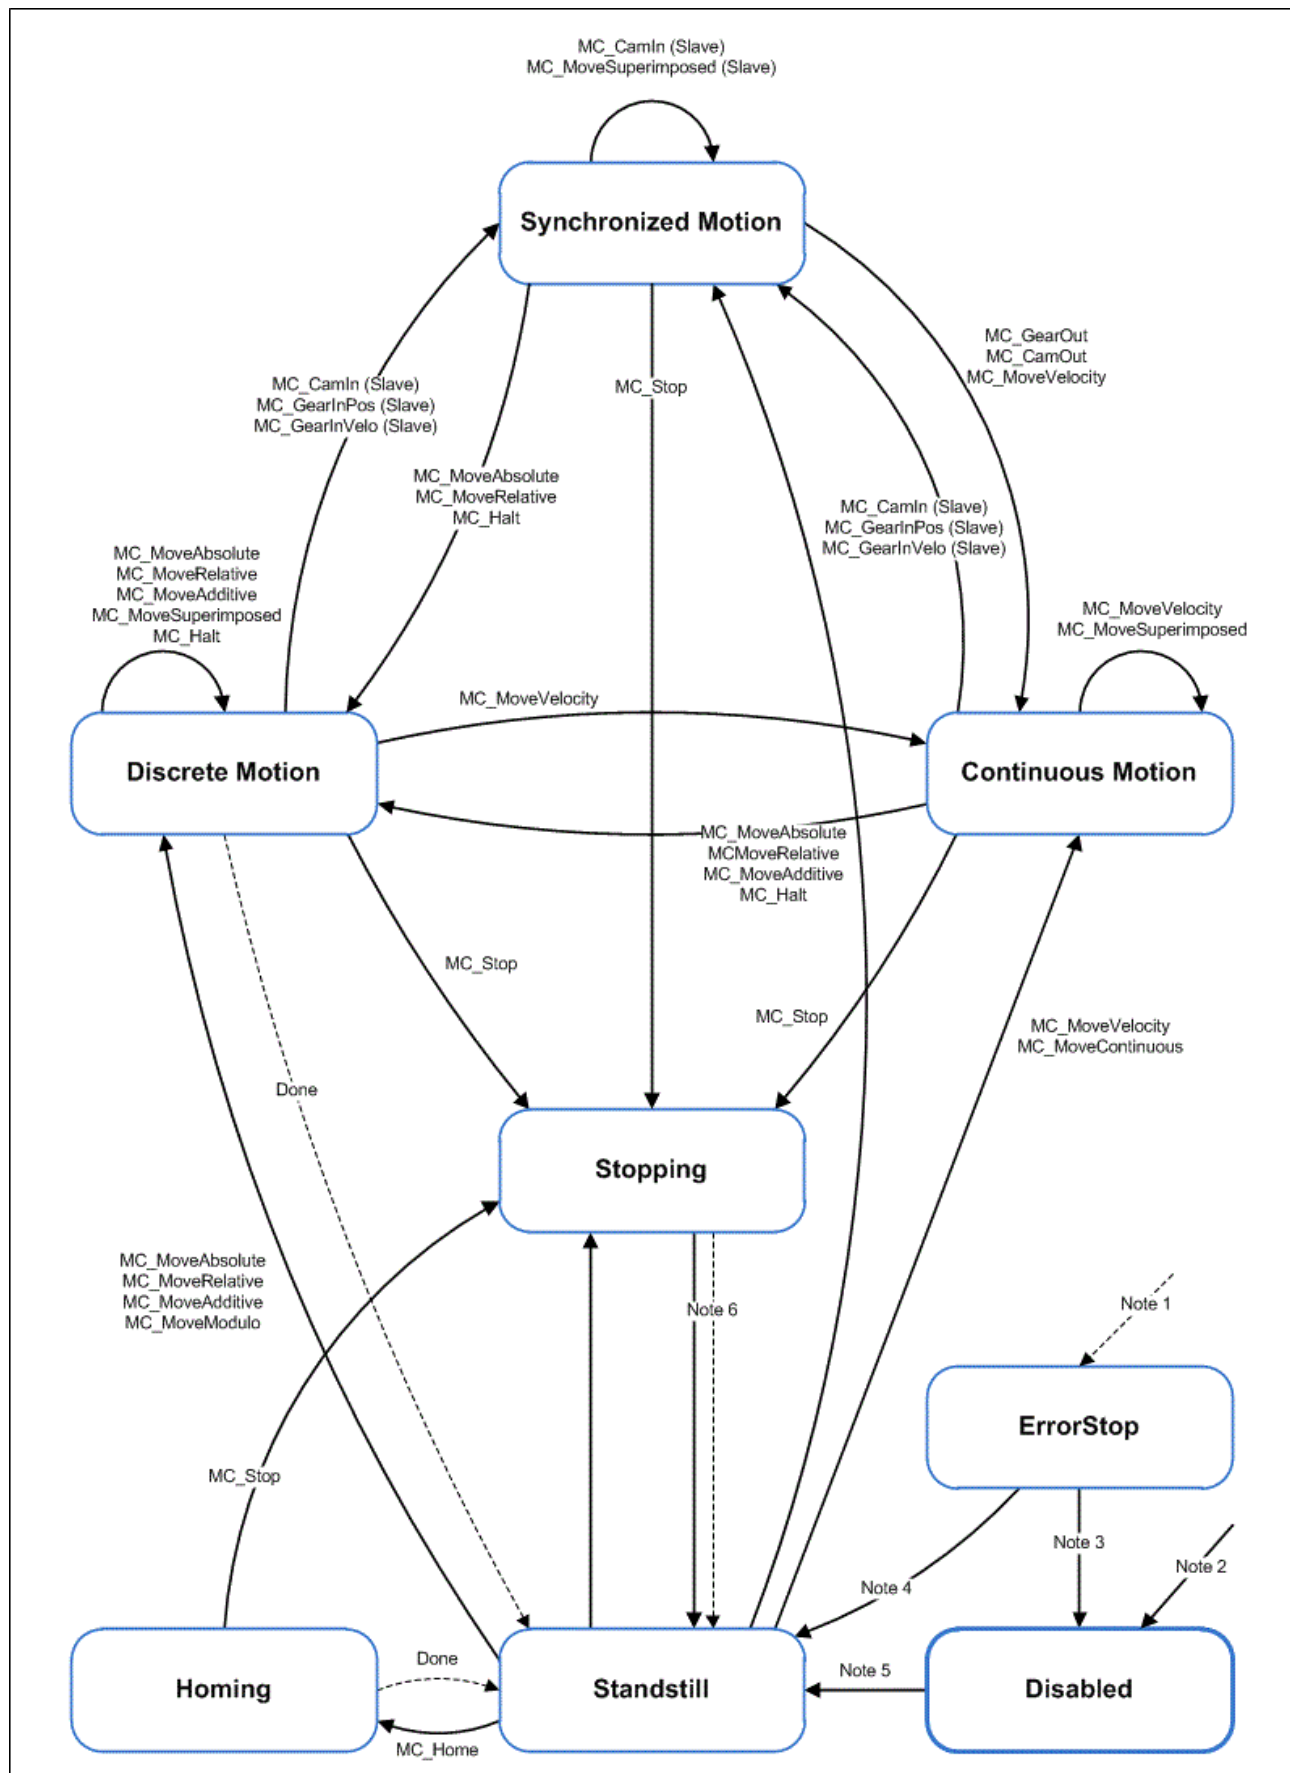 MC_CamIn (Slave)
MC_MoveSuperimposed (Slave)
Synchronized Motion
MC_GearOut
MC_CamOut
MC_MoveVelocity
MC_CamIn (Slave)
MC_GearInPos (Slave)
MC_GearInVelo (Slave)
MC_Stop
MC_MoveAbsolute
MC_MoveRelative
MC_Halt
MC_CamIn (Slave)
MC_GearInPos (Slave)
MC_GearInVelo (Slave)
MC_MoveAbsolute
MC_MoveRelative
MC_MoveAdditive
MC_MoveSuperimposed
MC_Halt
MC_MoveVelocity
MC_MoveSuperimposed
MC_MoveVelocity
Discrete Motion
Continuous Motion
MC_MoveAbsolute
MCMoveRelative
MC_MoveAdditive
MC_Halt
MC_Stop
MC_Stop
MC_MoveVelocity
MC_MoveContinuous
Done
Stopping
MC_MoveAbsolute
MC_MoveRelative
MC_MoveAdditive
MC_MoveModulo
Note 6
Note 1
ErrorStop
MC_Stop
Note 3
Note 2
Note 4
Done
Note 5
Homing
Standstill
Disabled
MC_Home